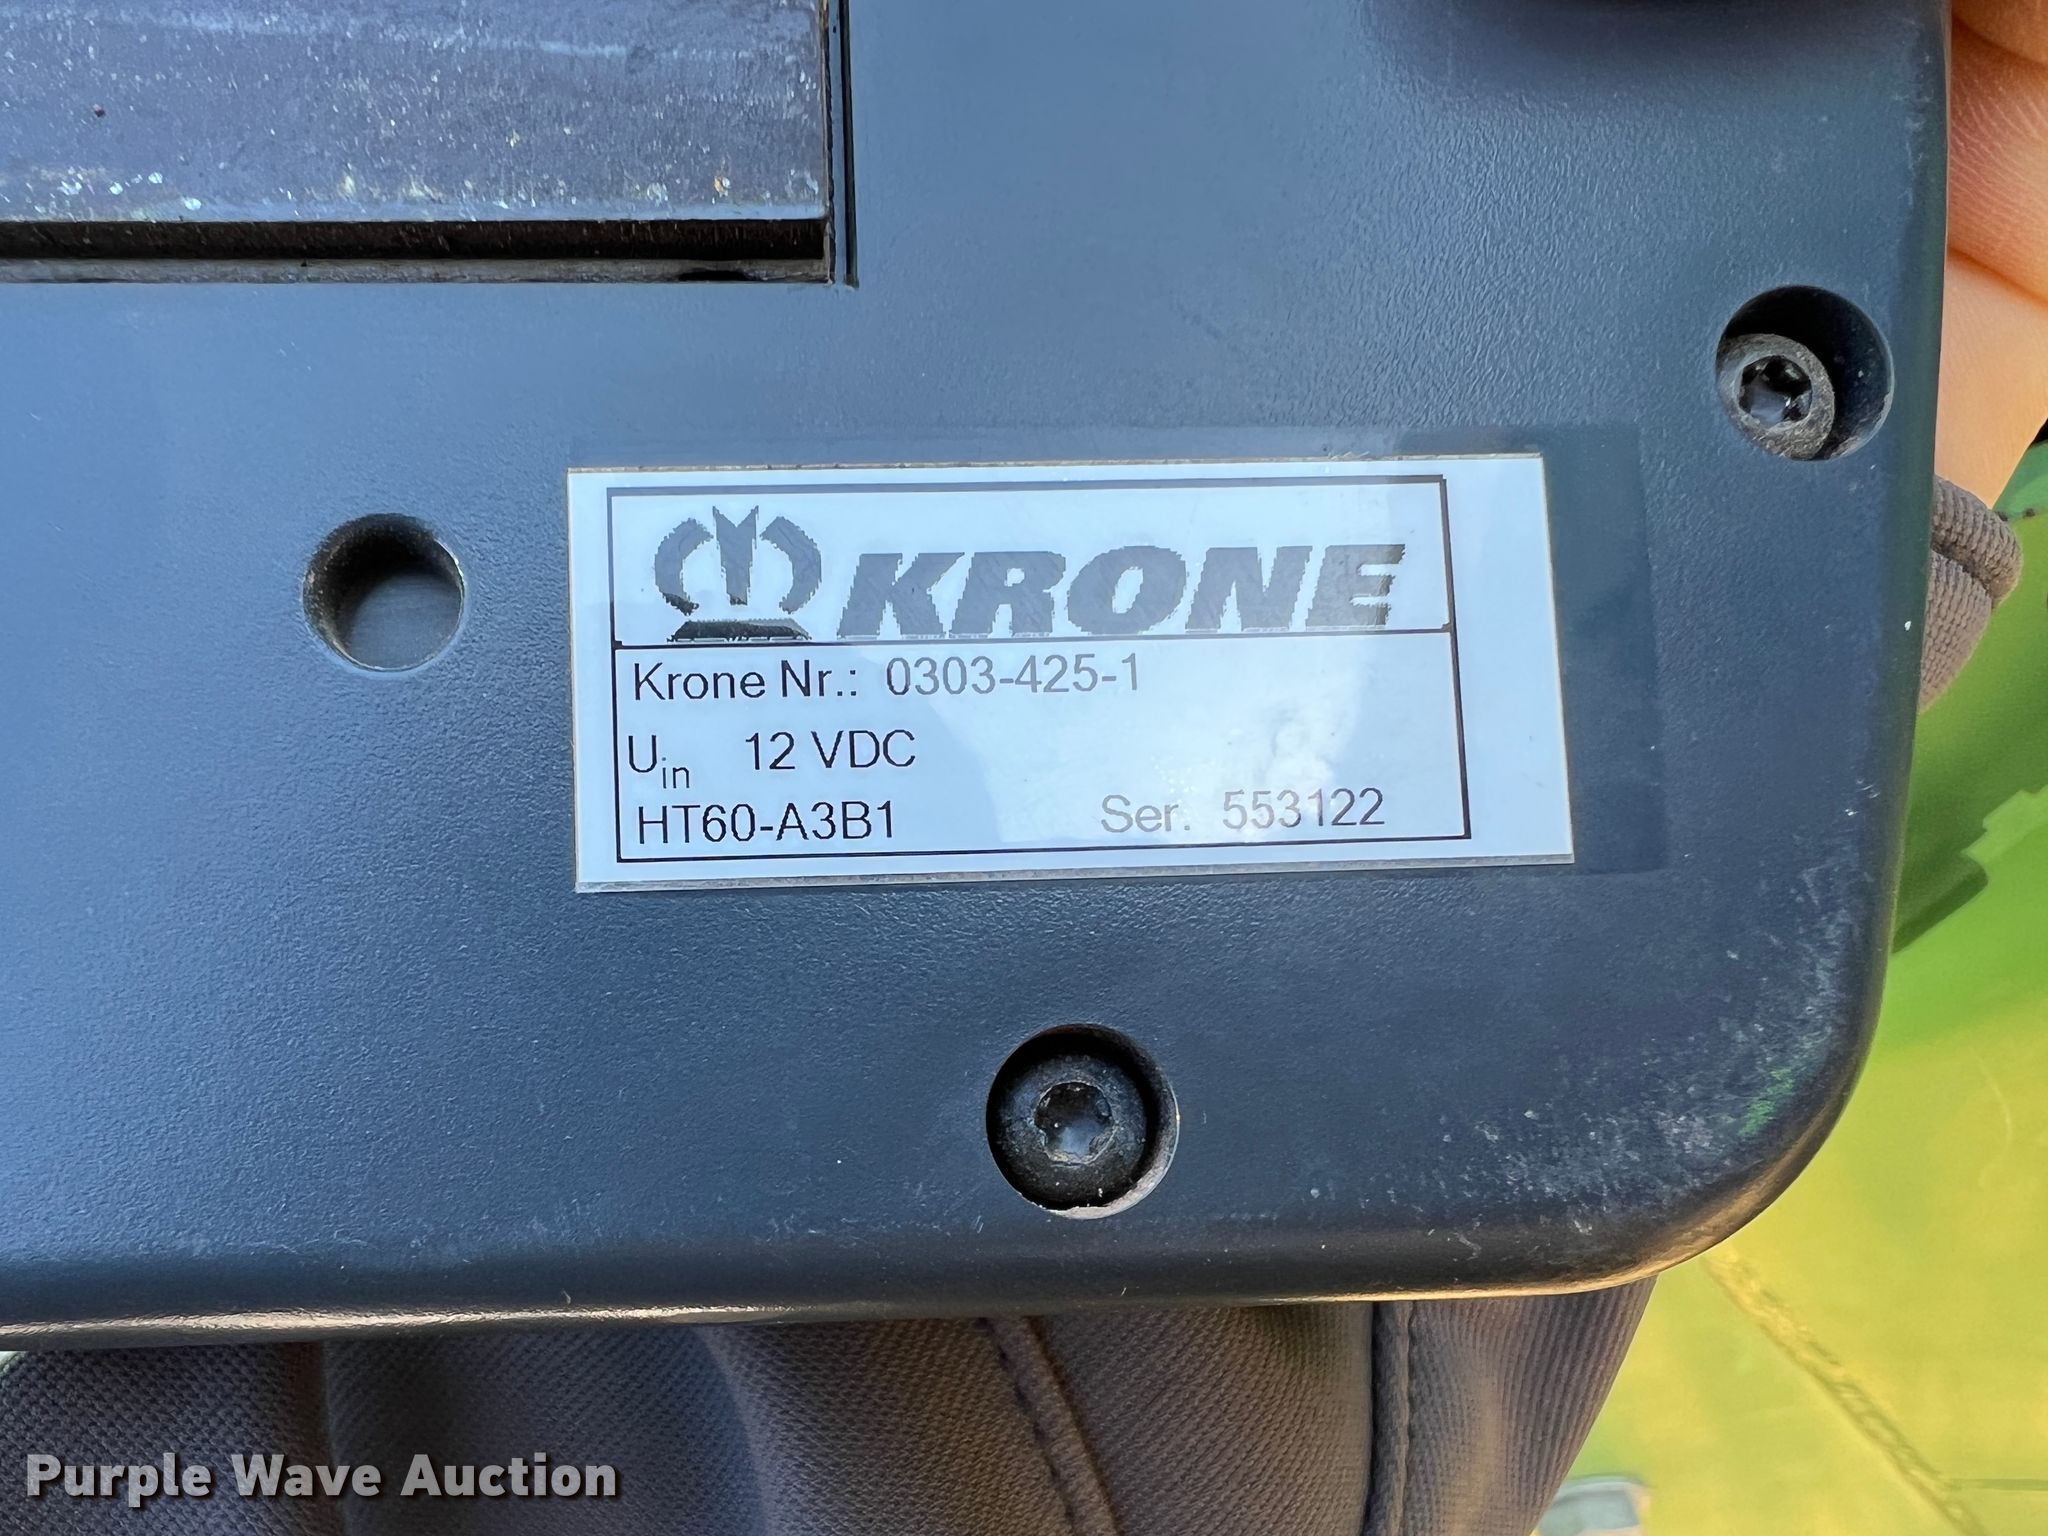 KRONE
Krone Nr.: 0303-425-1
Uin 12 VDC
HT60-A3B1 Ser. 553122
Purple Wave Auction